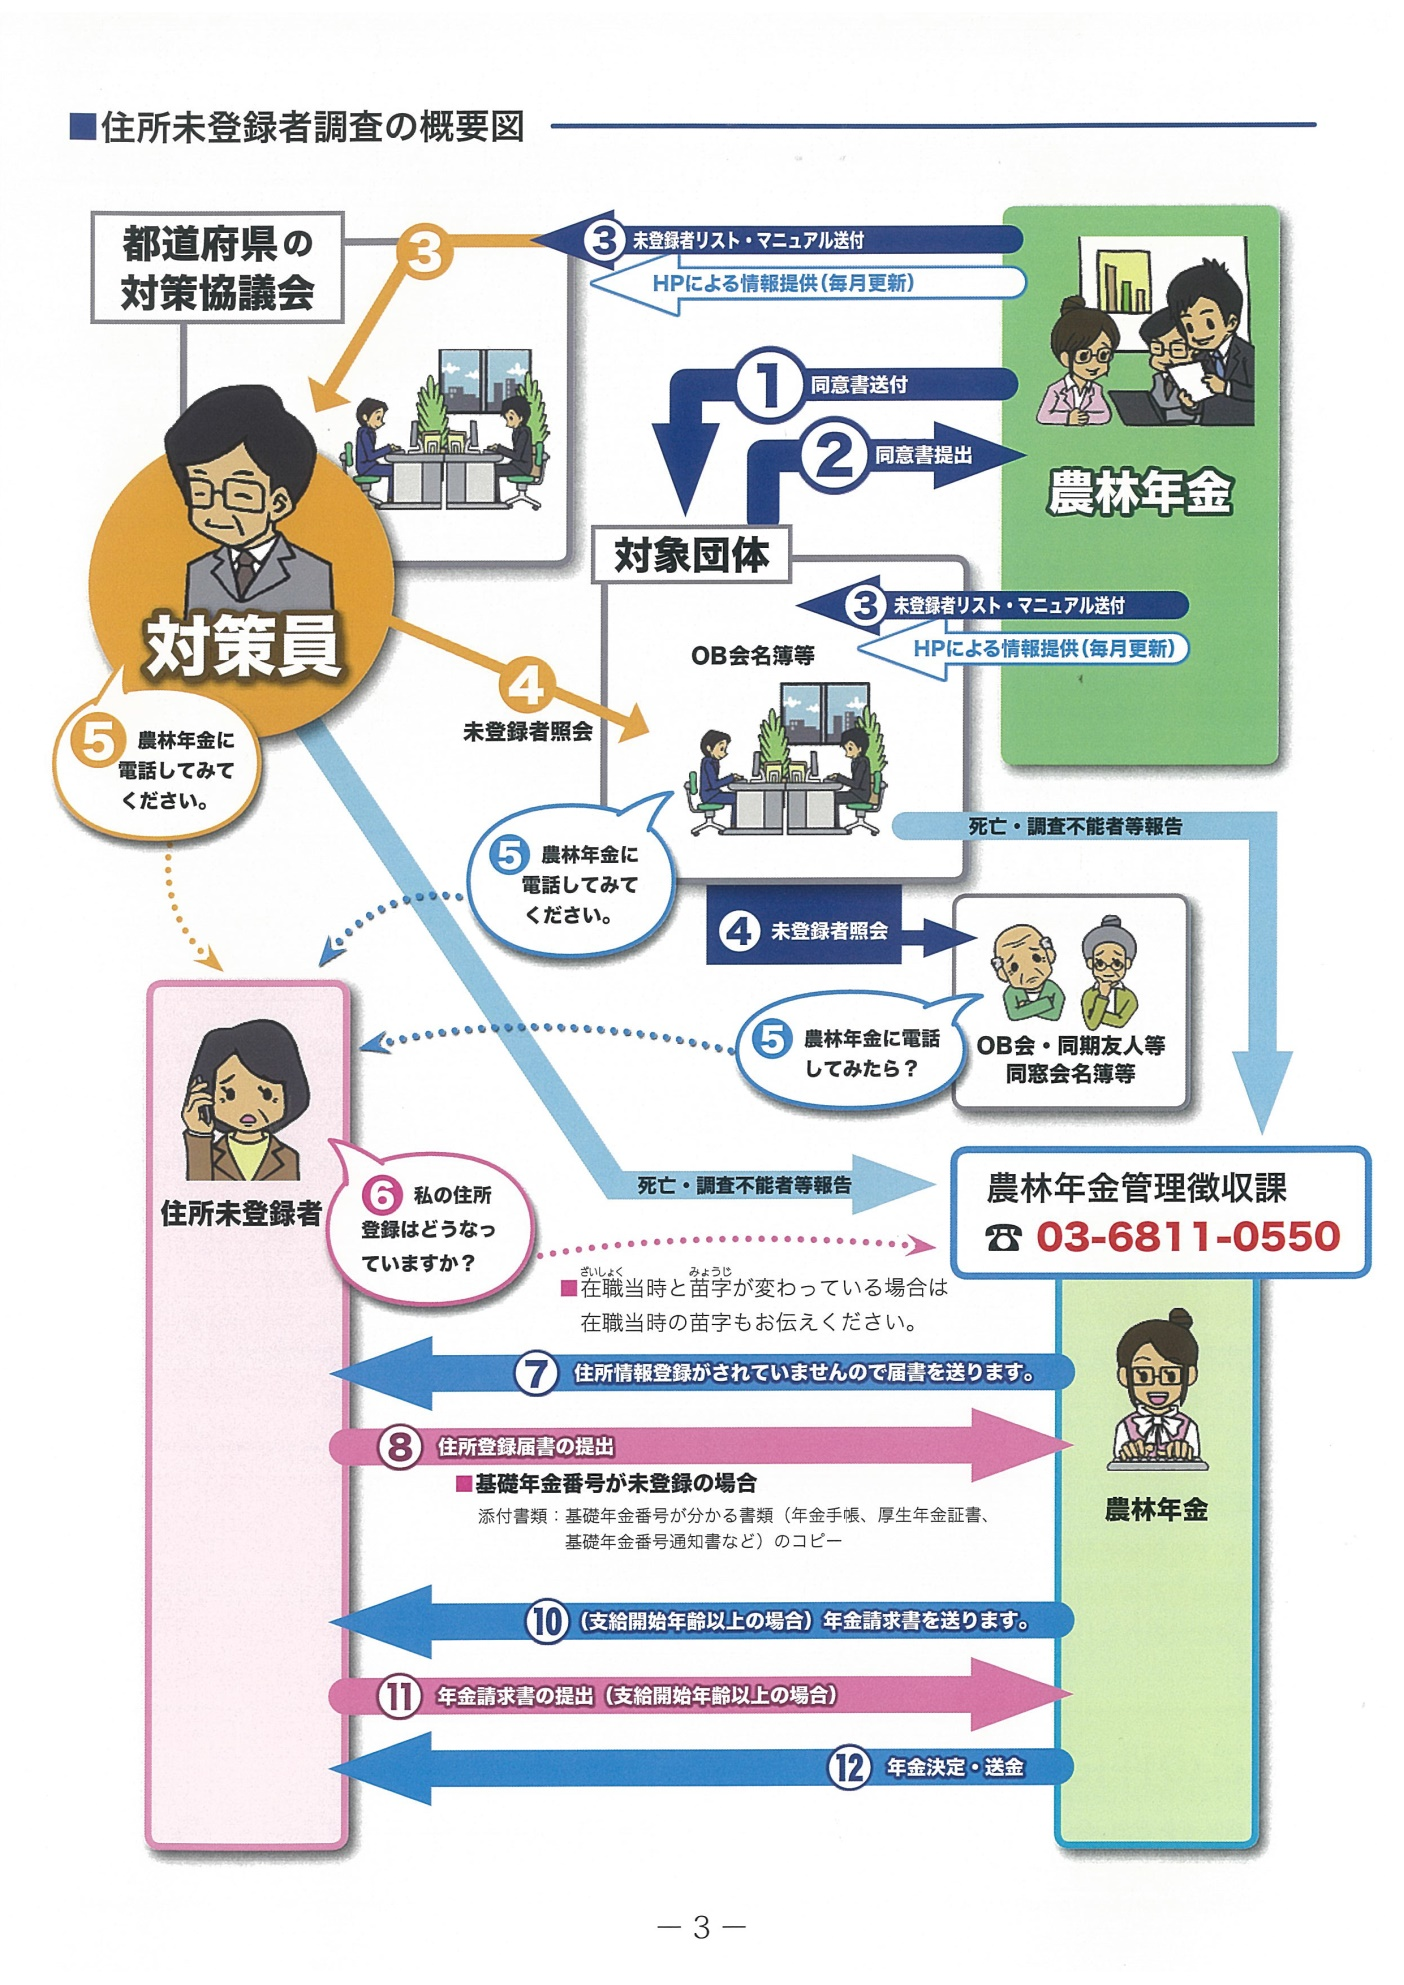 ■住所未登録者調査の概要図
都道府県の
対策協議会
3
3 未登録者リスト・マニュアル送付
HPによる情報提供(毎月更新)
1 同意書送付
2 同意書提出
農林年金
対象団体
3 未登録者リスト・マニュアル送付
HPによる情報提供(毎月更新)
OB会名簿等
対策員
4
未登録者照会
5 農林年金に
電話してみて
ください。
5 農林年金に
電話してみて
ください。
死亡・調査不能者等報告
4 未登録者照会
5 農林年金に電話
してみたら？
OB会・同期友人等
同窓会名簿等
住所未登録者
6 私の住所
登録はどうなっ
ていますか？
死亡・調査不能者等報告
農林年金管理徴収課
☎ 03-6811-0550
ざいしょく みょうじ
■在職当時と苗字が変わっている場合は
在職当時の苗字もお伝えください。
7 住所情報登録がされていませんので届書を送ります。
8 住所登録届書の提出
■基礎年金番号が未登録の場合
添付書類：基礎年金番号が分かる書類（年金手帳、厚生年金証書、
基礎年金番号通知書など）のコピー
農林年金
10 （支給開始年齢以上の場合）年金請求書を送ります。
11 年金請求書の提出（支給開始年齢以上の場合）
12 年金決定・送金
― 3 ―